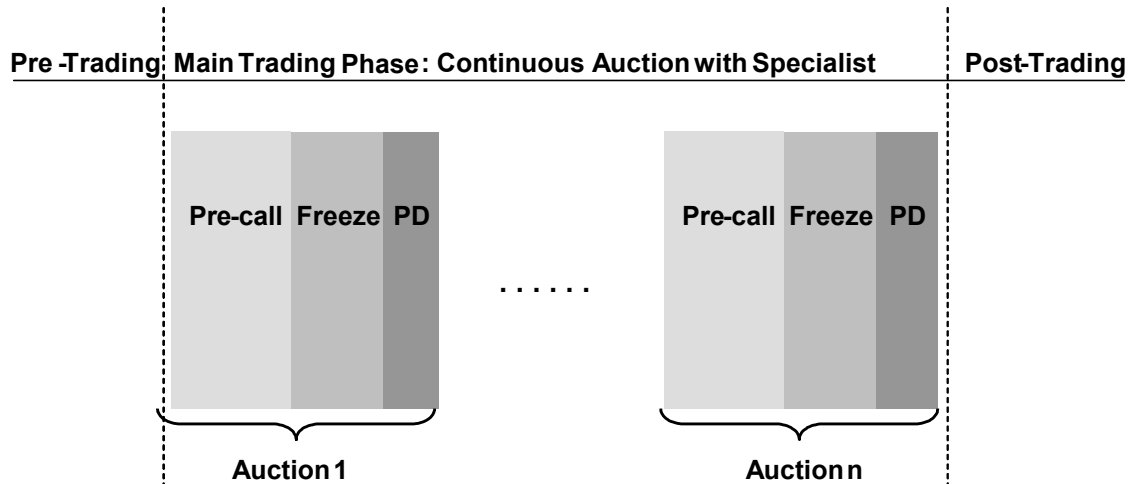 Pre-Trading Main Trading Phase: Continuous Auction with Specialist Post-Trading
Pre-call Freeze PD Pre-call Freeze PD
. . . . . .
Auction 1 Auction n